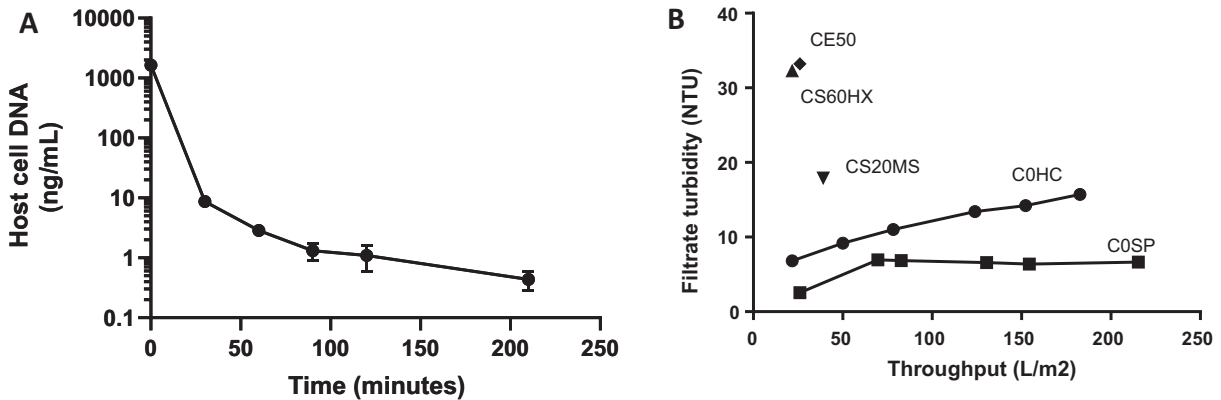 A
Host cell DNA
(ng/mL)
10000
1000
100
10
1
0.1
0
50
100
150
200
250
Time (minutes)
B
Filtrate turbidity (NTU)
40
30
20
10
0
CE50
CS60HX
CS20MS
C0HC
C0SP
0
50
100
150
200
250
Throughput (L/m2)